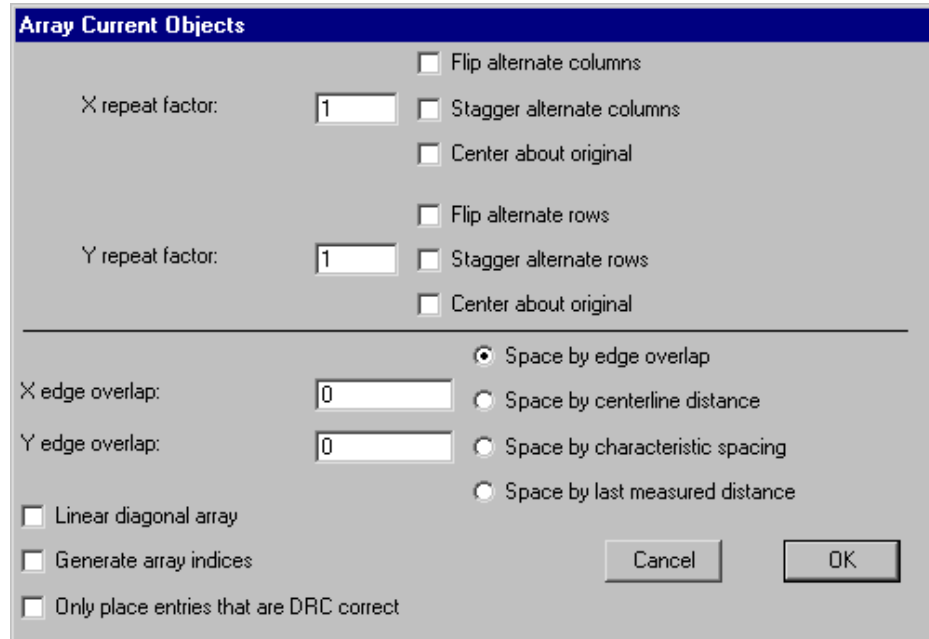 Array Current Objects
Flip alternate columns
X repeat factor: 1 Stagger alternate columns
Center about original
Flip alternate rows
Y repeat factor: 1 Stagger alternate rows
Center about original
Space by edge overlap
X edge overlap: 0 Space by centerline distance
Y edge overlap: 0 Space by characteristic spacing
Space by last measured distance
Linear diagonal array
Generate array indices Cancel OK
Only place entries that are DRC correct